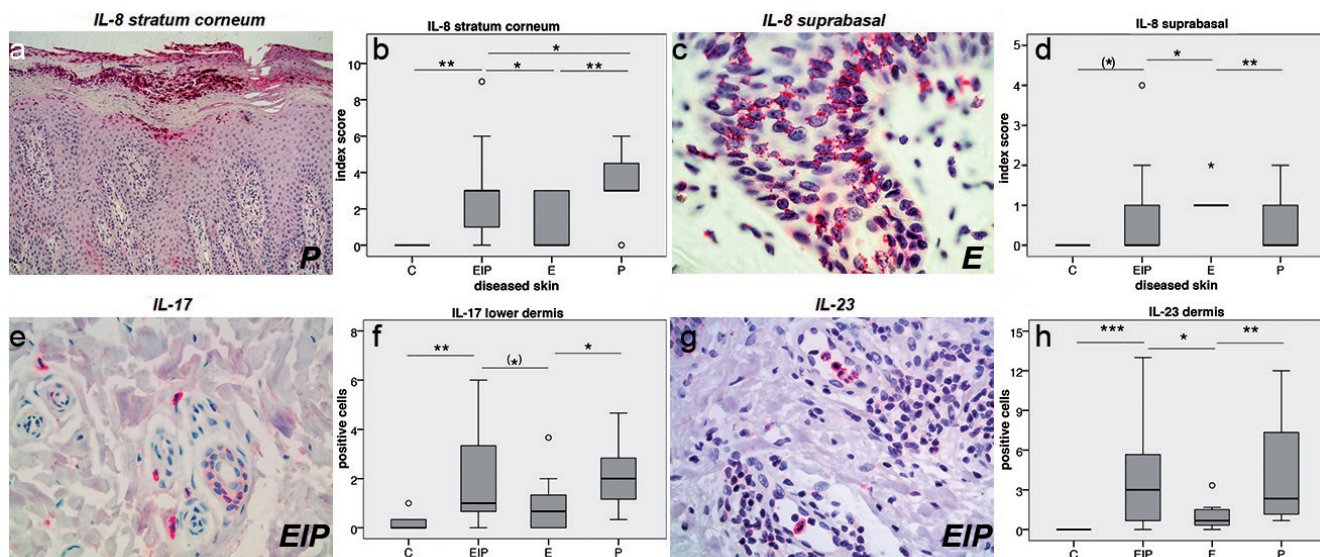 IL-8 stratum corneum
a
P
b
IL-8 stratum corneum
index score
10
8
6
4
2
0
** * **
*
C EIP E P
diseased skin
IL-8 suprabasal
c
E
d
IL-8 suprabasal
index score
5
4
3
2
1
0
(*) * **
*
C EIP E P
diseased skin
IL-17
e
EIP
f
IL-17 lower dermis
positive cells
8
6
4
2
0
** (*) *
C EIP E P
IL-23
g
EIP
h
IL-23 dermis
positive cells
15
12
9
6
3
0
*** * **
C EIP E P